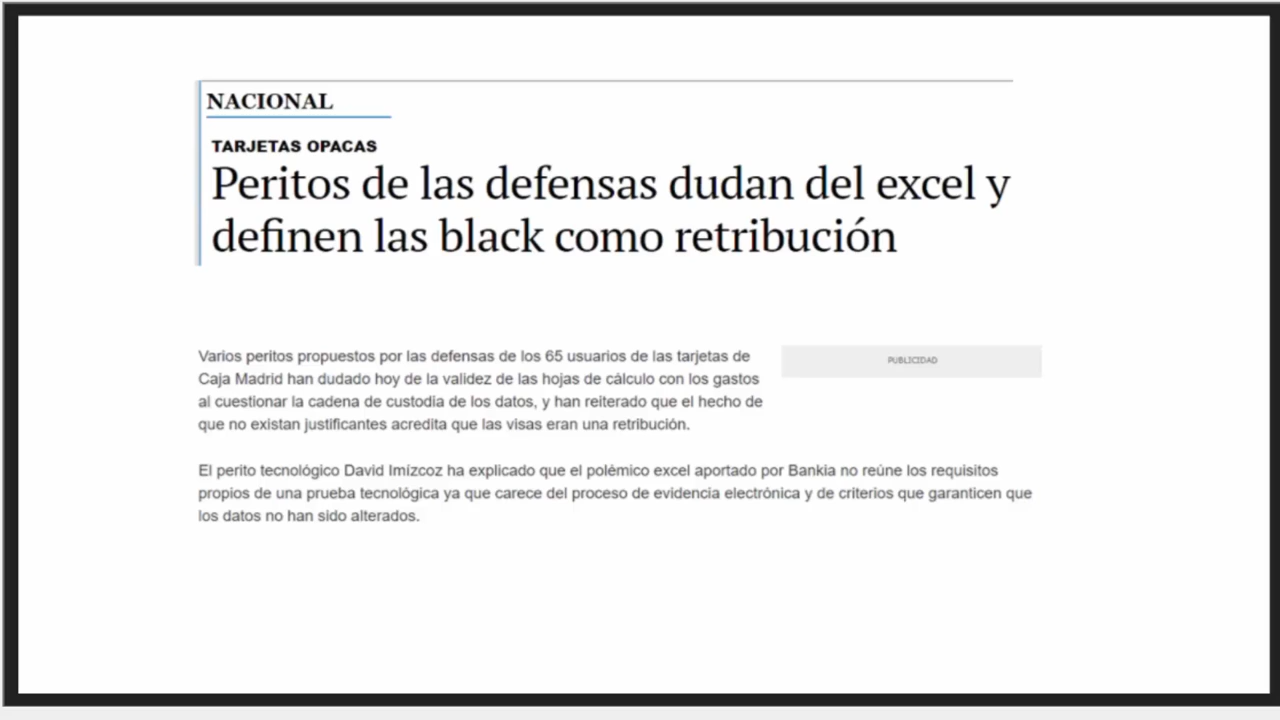 NACIONAL
TARJETAS OPACAS
Peritos de las defensas dudan del excel y
definen las black como retribución
Varios peritos propuestos por las defensas de los 65 usuarios de las tarjetas de
Caja Madrid han dudado hoy de la validez de las hojas de cálculo con los gastos
al cuestionar la cadena de custodia de los datos, y han reiterado que el hecho de
que no existan justificantes acredita que las visas eran una retribución.
PUBLICIDAD
El perito tecnológico David Imízcoz ha explicado que el polémico excel aportado por Bankia no reúne los requisitos
propios de una prueba tecnológica ya que carece del proceso de evidencia electrónica y de criterios que garanticen que
los datos no han sido alterados.